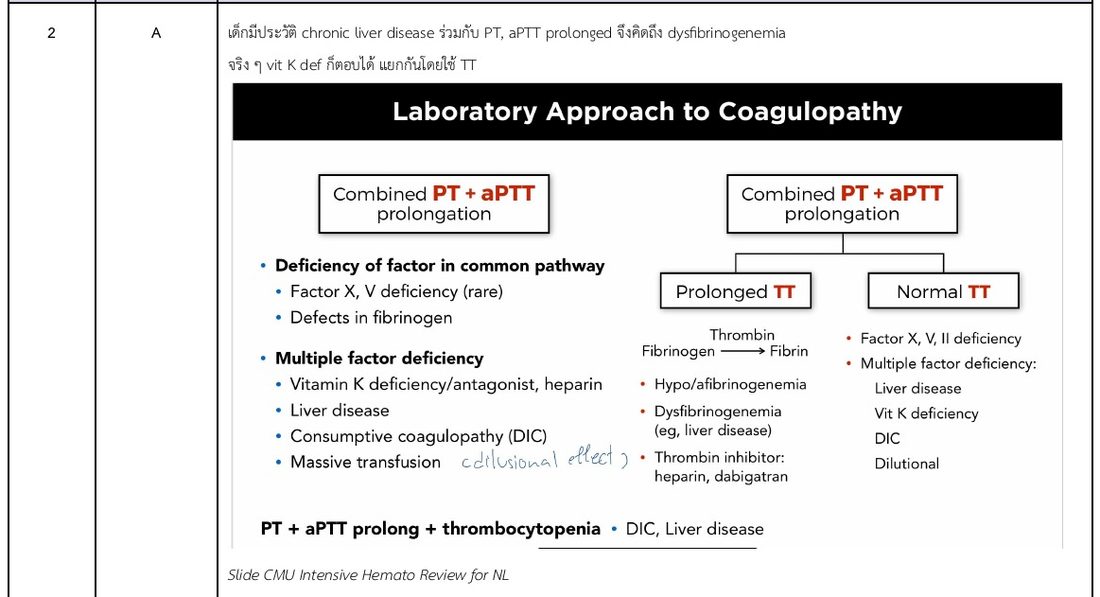 2
A
เด็กมีประวัติ chronic liver disease ร่วมกับ PT, aPTT prolonged จึงคิดถึง dysfibrinogenemia
จริง ๆ vit K def ก็ตอบได้ แยกกันโดยใช้ TT
Laboratory Approach to Coagulopathy
Combined PT + aPTT
prolongation
• Deficiency of factor in common pathway
• Factor X, V deficiency (rare)
• Defects in fibrinogen
• Multiple factor deficiency
• Vitamin K deficiency/antagonist, heparin
• Liver disease
• Consumptive coagulopathy (DIC)
• Massive transfusion (dilusional effect)
Combined PT + aPTT
prolongation
Prolonged TT
Thrombin
Fibrinogen → Fibrin
• Hypo/afibrinogenemia
• Dysfibrinogenemia
(eg, liver disease)
• Thrombin inhibitor:
heparin, dabigatran
Normal TT
• Factor X, V, II deficiency
• Multiple factor deficiency:
Liver disease
Vit K deficiency
DIC
Dilutional
PT + aPTT prolong + thrombocytopenia • DIC, Liver disease
Slide CMU Intensive Hemato Review for NL